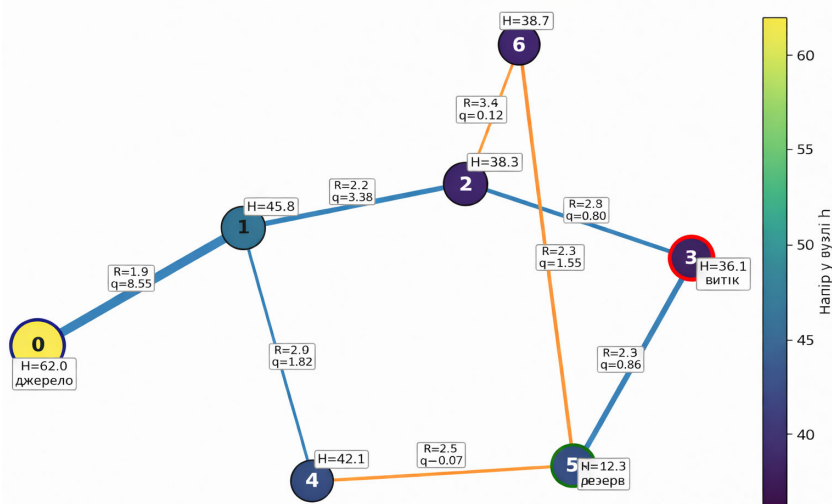 H=38.7
6
R=3.4
q=0.12
H=38.3
2
R=2.2
q=3.38
H=45.8
1
R=2.8
q=0.80
R=2.3
q=1.55
3
H=36.1
витік
R=1.9
q=8.55
0
H=62.0
джерело
R=2.9
q=1.82
R=2.3
q=0.86
R=2.5
q−0.07
H=42.1
4
5
H=12.3
резерв
60
55
50
45
40
Напір у вузлі h